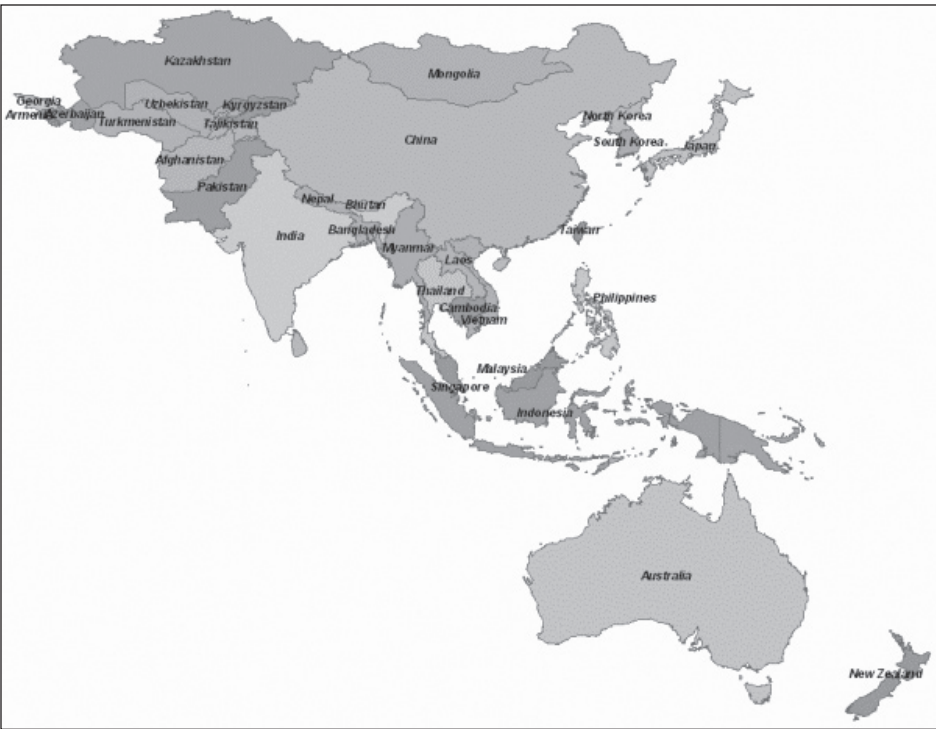 Kazakhstan
Mongolia
Georgia
Uzbekistan
Kyrgyzstan
Armenia
Azerbaijan
Turkmenistan
Tajikistan
North Korea
South Korea
Japan
China
Afghanistan
Pakistan
Nepal
Bhutan
India
Bangladesh
Taiwan
Myanmar
Laos
Thailand
Philippines
Cambodia
Vietnam
Malaysia
Singapore
Indonesia
Australia
New Zealand